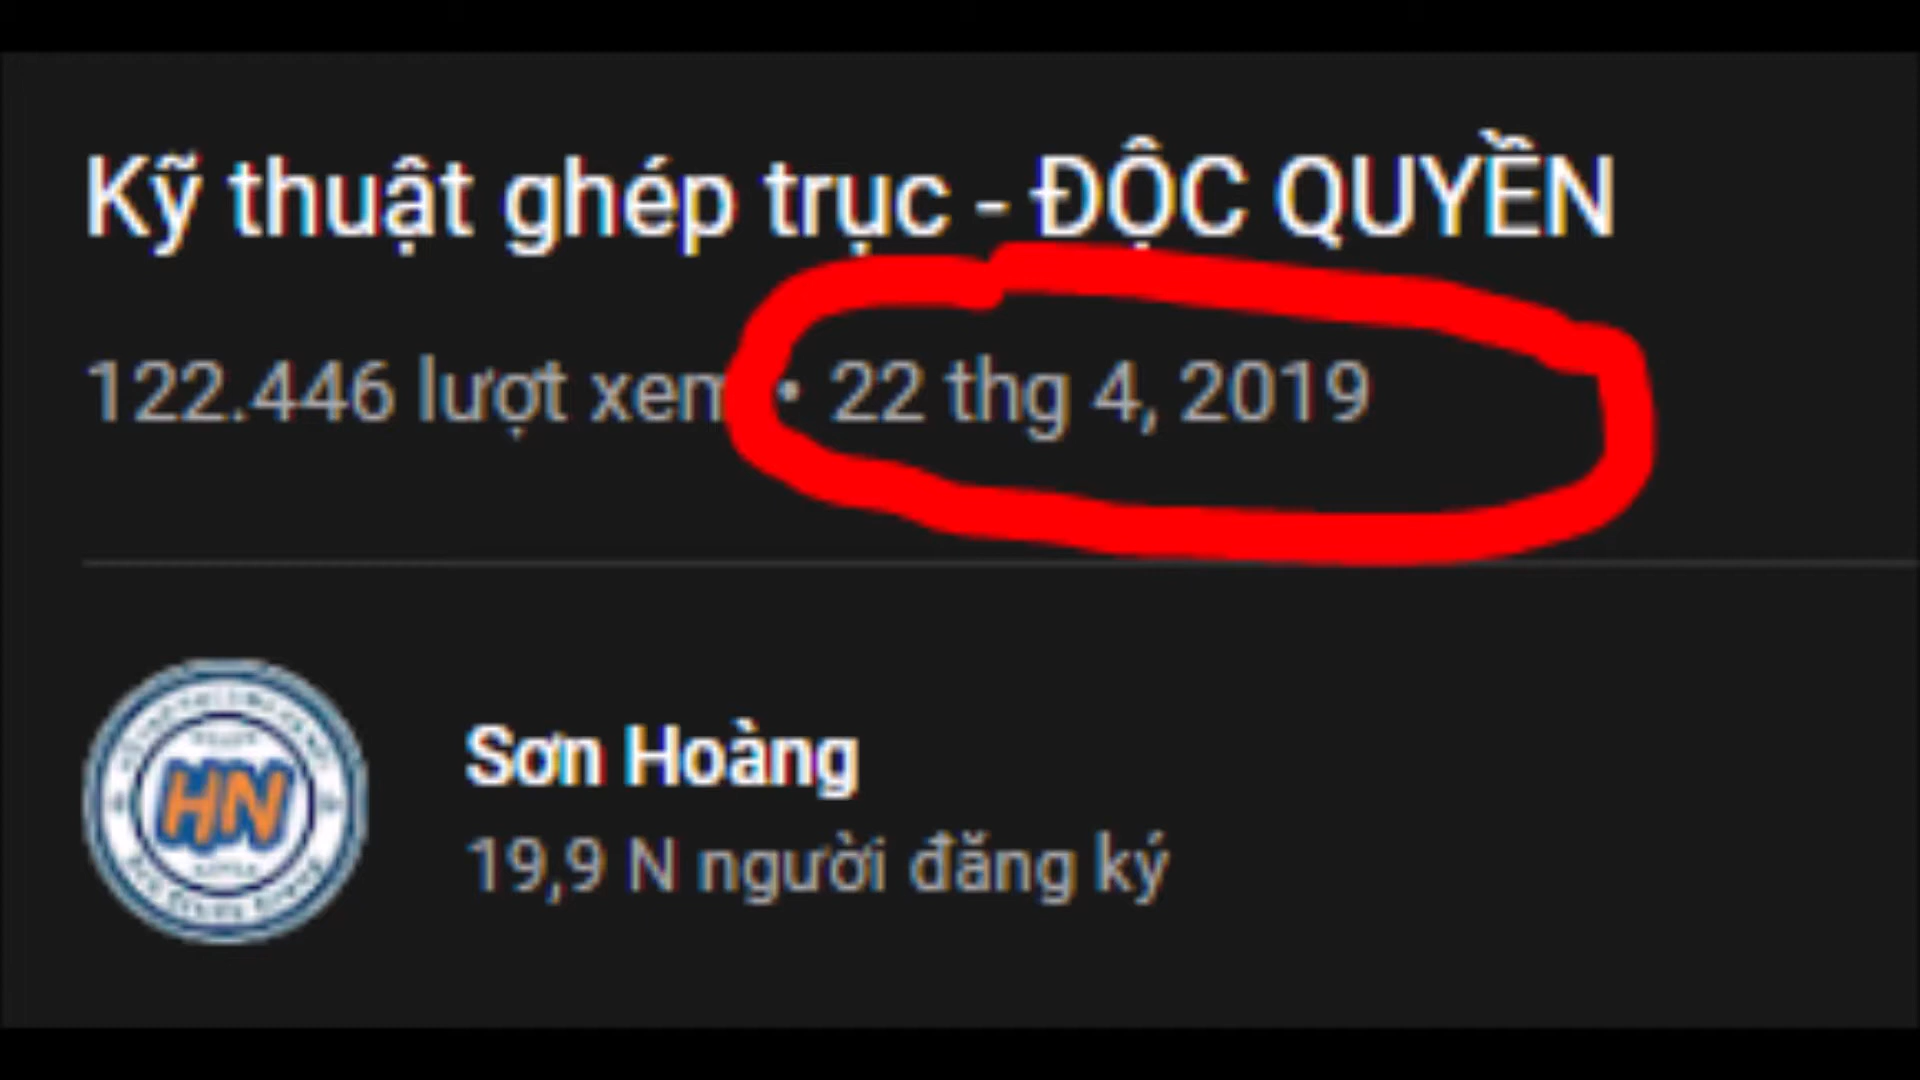 Kỹ thuật ghép trục - ĐỘC QUYỀN
122.446 lượt xem • 22 thg 4, 2019
HN
Sơn Hoàng
19,9 N người đăng ký